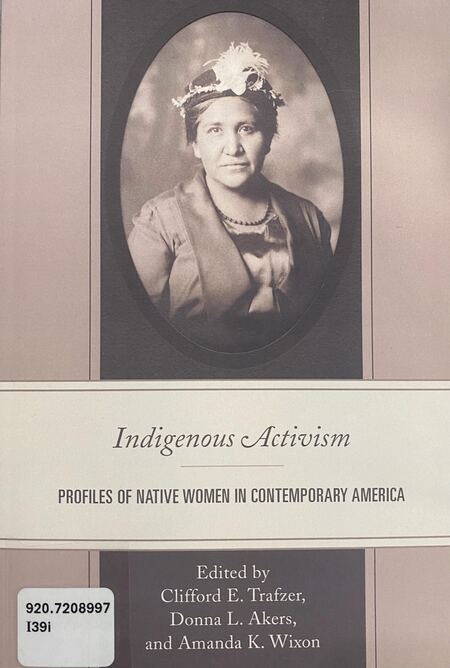 Indigenous Activism
PROFILES OF NATIVE WOMEN IN CONTEMPORARY AMERICA
Edited by
Clifford E. Trafzer,
Donna L. Akers,
and Amanda K. Wixon
920.7208997
I39i